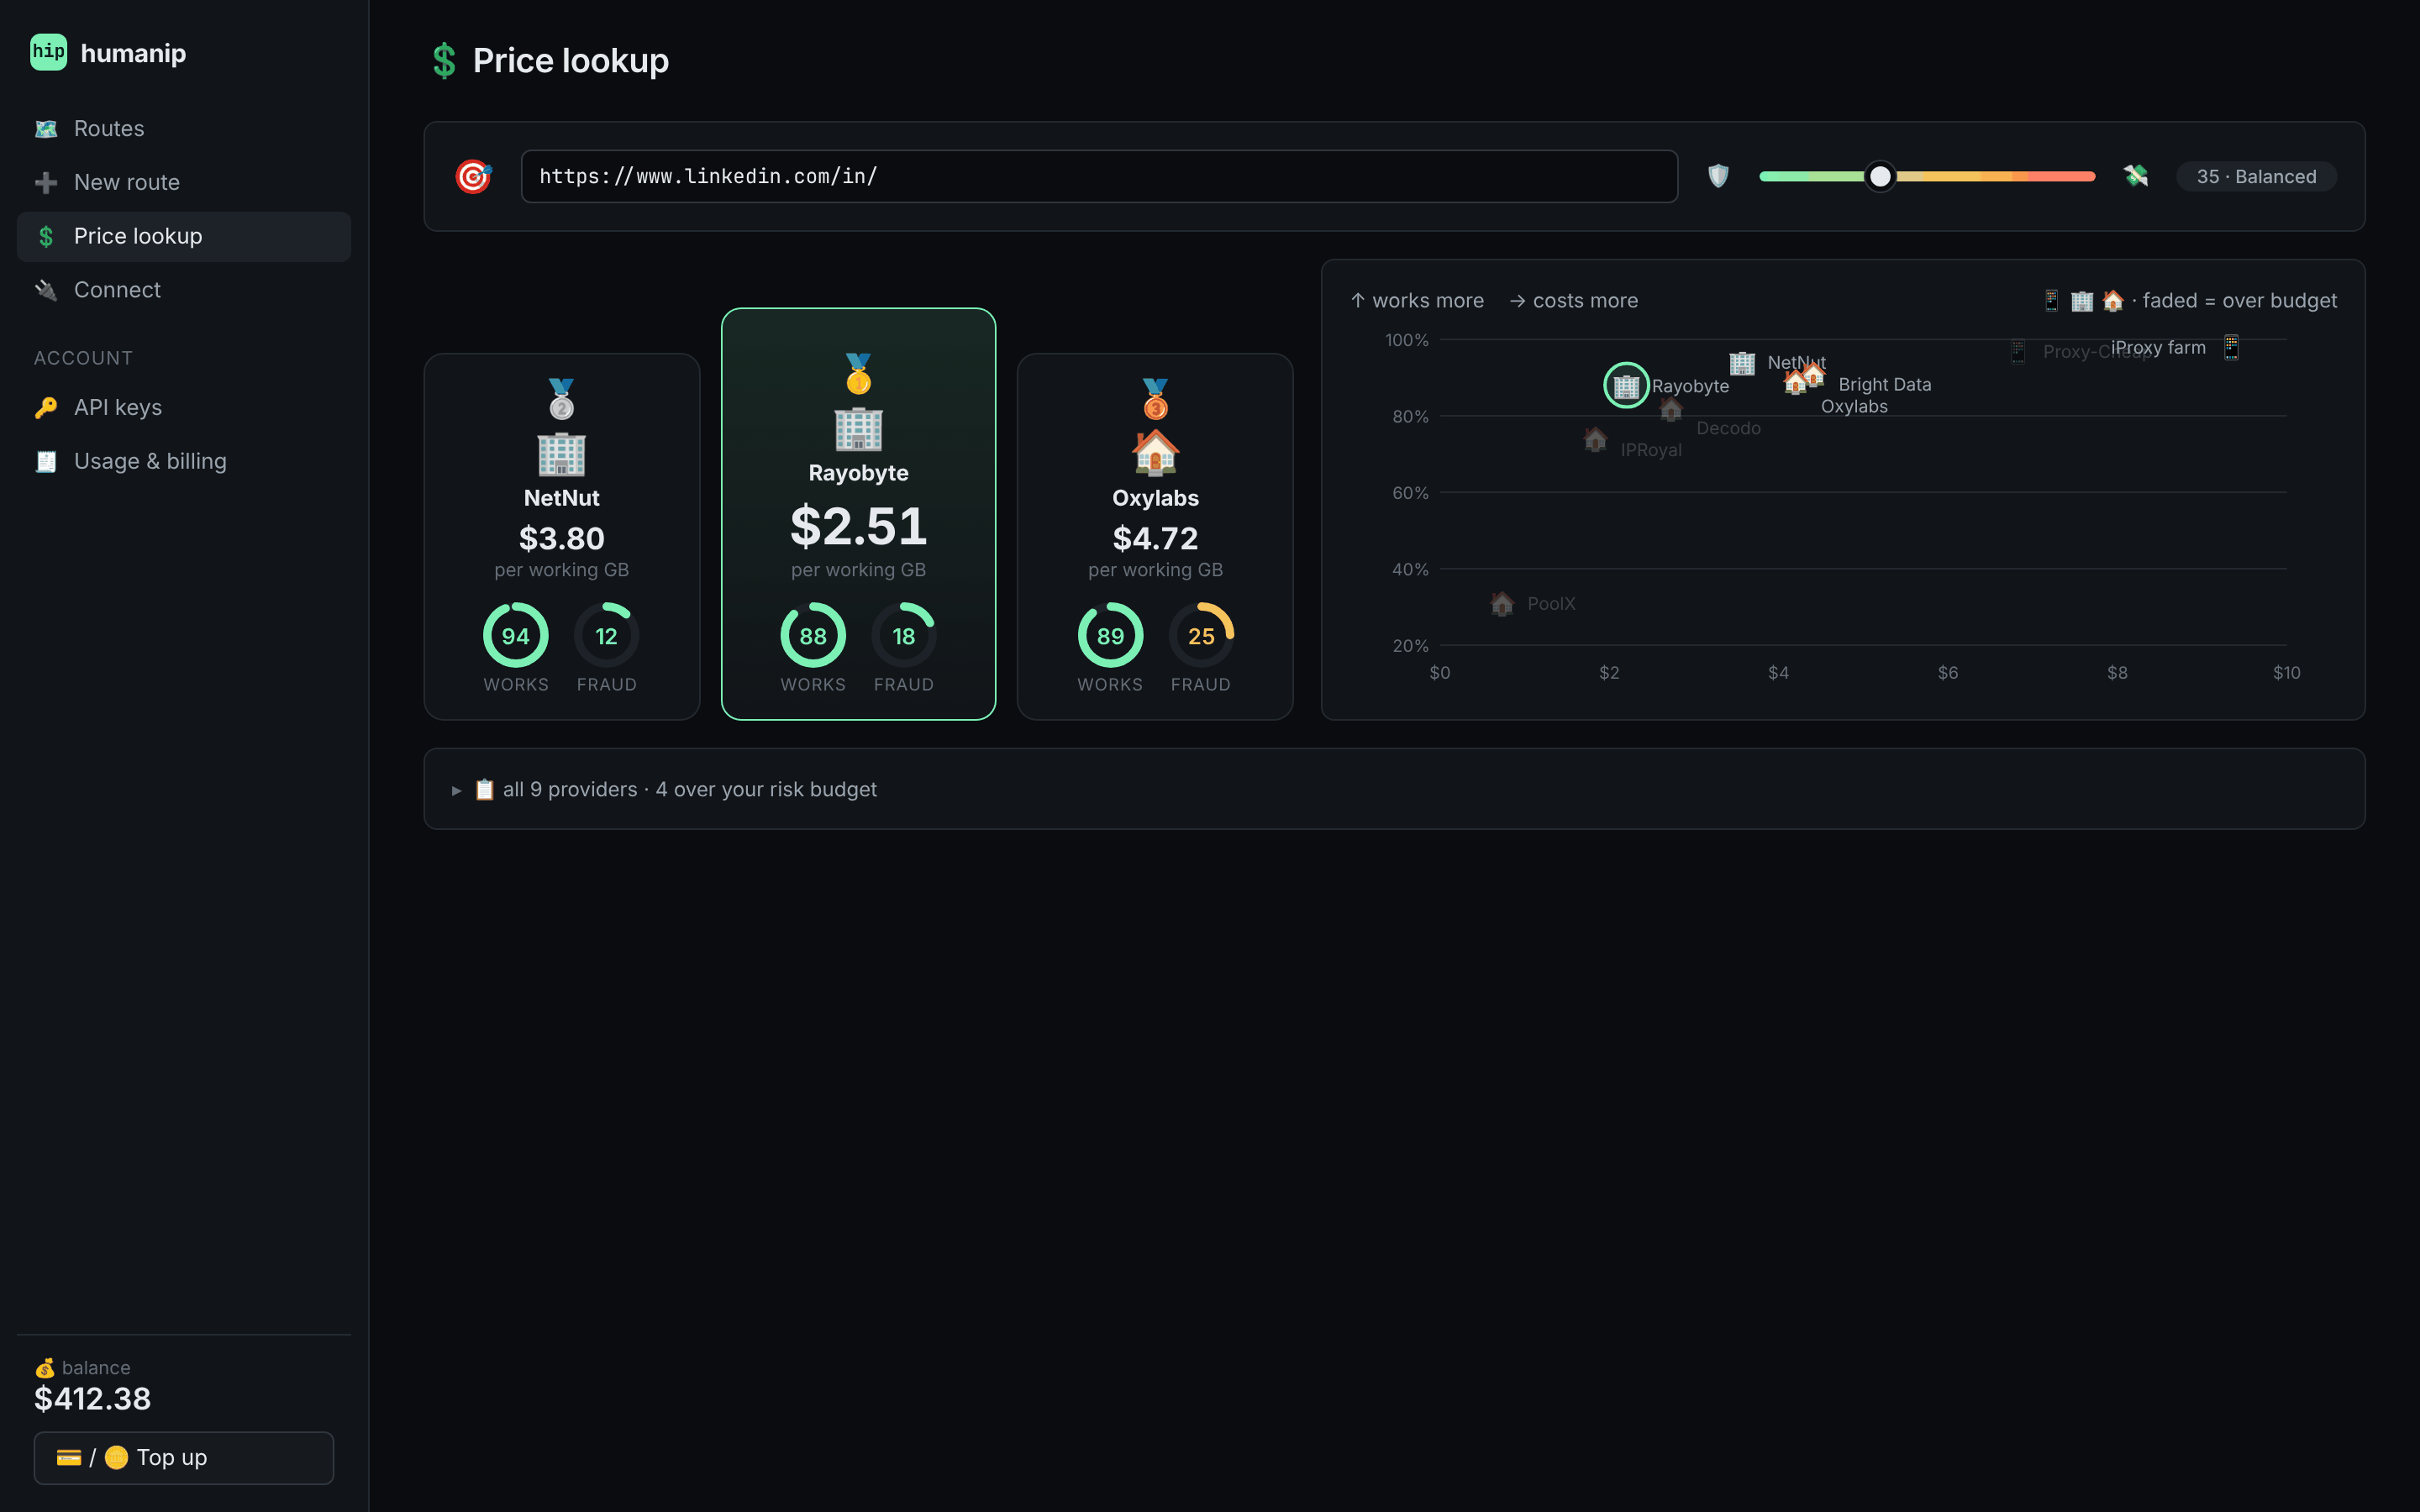 hip humanip
Routes
New route
Price lookup
Connect
ACCOUNT
API keys
Usage & billing
balance
$412.38
/ Top up
Price lookup
https://www.linkedin.com/in/
35 · Balanced
2
NetNut
$3.80
per working GB
94 12
WORKS FRAUD
1
Rayobyte
$2.51
per working GB
88 18
WORKS FRAUD
3
Oxylabs
$4.72
per working GB
89 25
WORKS FRAUD
↑ works more → costs more
· faded = over budget
100%
80%
60%
40%
20%
$0 $2 $4 $6 $8 $10
Proxy-Cheap
iProxy farm
NetNut
Rayobyte
Bright Data
Oxylabs
Decodo
IPRoyal
PoolX
▸ all 9 providers · 4 over your risk budget